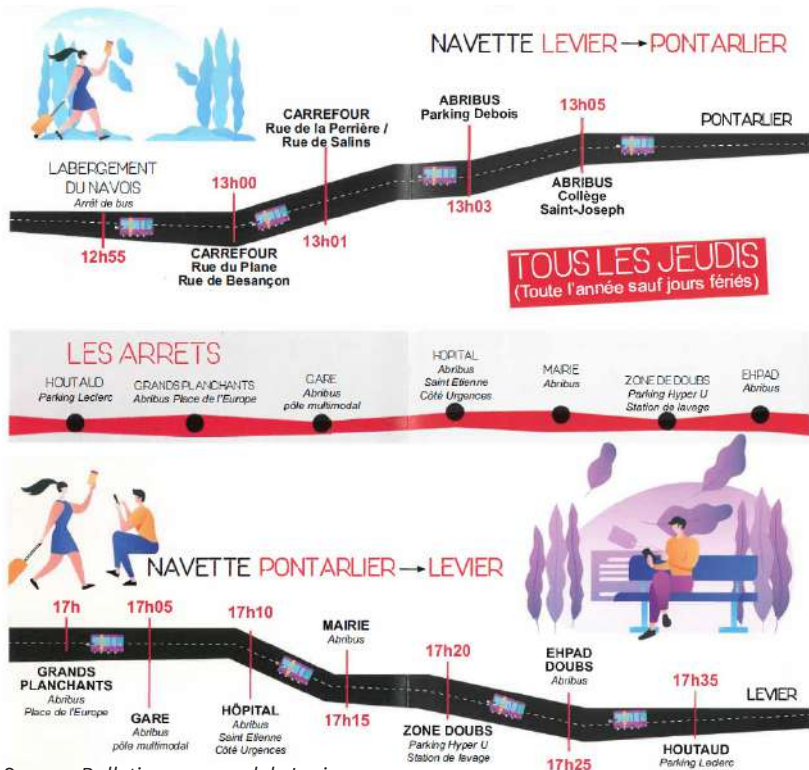 NAVETTE LEVIER → PONTARLIER
LABERGEMENT
DU NAVOIS
Arrêt de bus
12h55
13h00
CARREFOUR
Rue du Plane
Rue de Besançon
CARREFOUR
Rue de la Perrière /
Rue de Salins
13h01
ABRIBUS
Parking Debois
13h03
13h05
ABRIBUS
Collège
Saint-Joseph
PONTARLIER
TOUS LES JEUDIS
(Toute l'année sauf jours fériés)
LES ARRETS
HOUTAUD
Parking Leclerc
GRANDS PLANCHANTS
Abribus Place de l'Europe
GARE
Abribus
pôle multimodal
HOPITAL
Abribus
Saint Etienne
Côté Urgences
MAIRIE
Abribus
ZONE DE DOUBS
Parking Hyper U
Station de lavage
EHPAD
Abribus
NAVETTE PONTARLIER → LEVIER
17h
GRANDS
PLANCHANTS
Abribus
Place de l'Europe
17h05
GARE
Abribus
pôle multimodal
17h10
HÔPITAL
Abribus
Saint Etienne
Côté Urgences
MAIRIE
Abribus
17h15
17h20
ZONE DOUBS
Parking Hyper U
Station de lavage
EHPAD
DOUBS
Abribus
17h25
17h35
HOUTAUD
Parking Leclerc
LEVIER